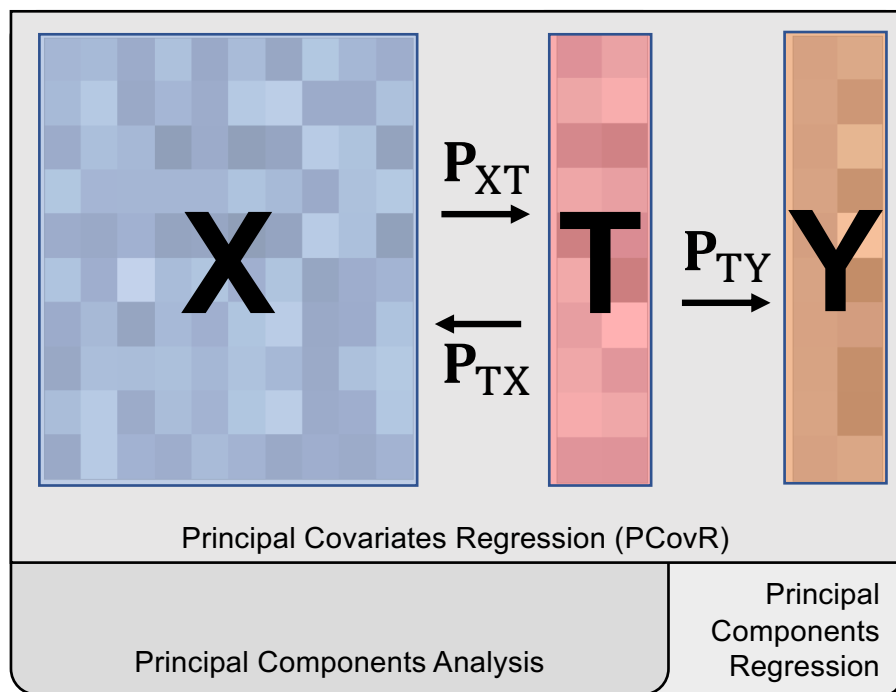 X
P_XT
P_TX
T
P_TY
Y
Principal Covariates Regression (PCovR)
Principal Components Analysis
Principal
Components
Regression